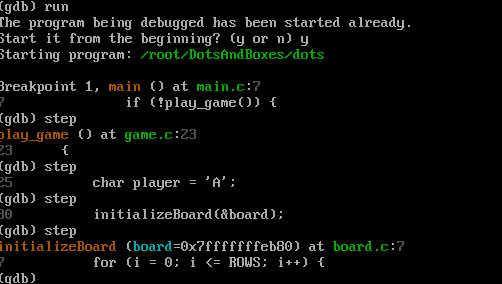 (gdb) run
The program being debugged has been started already.
Start it from the beginning? (y or n) y
Starting program: /root/DotsAndBoxes/dots
Breakpoint 1, main () at main.c:7
7               if (!play_game()) {
(gdb) step
play_game () at game.c:23
23      {
(gdb) step
25          char player = 'A';
(gdb) step
30          initializeBoard(&board);
(gdb) step
initializeBoard (board=0x7fffffffeb80) at board.c:7
7           for (i = 0; i <= ROWS; i++) {
(gdb)